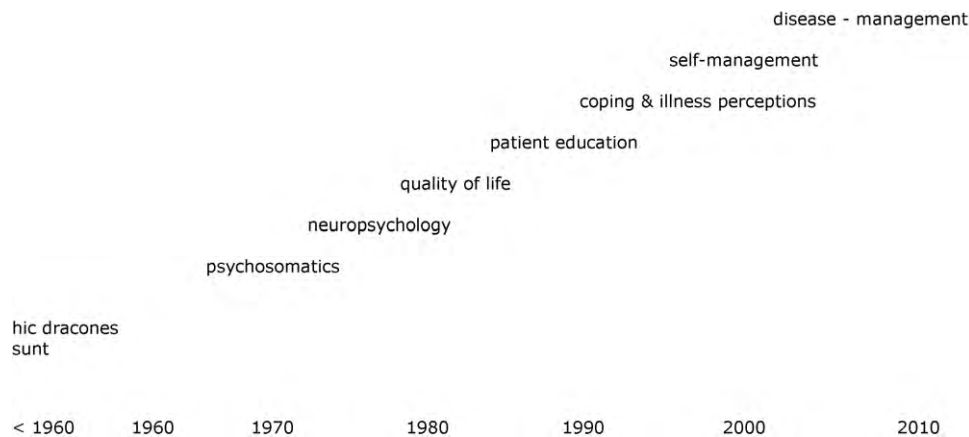 disease - management
self-management
coping & illness perceptions
patient education
quality of life
neuropsychology
psychosomatics
hic dracones
sunt
< 1960 1960 1970 1980 1990 2000 2010